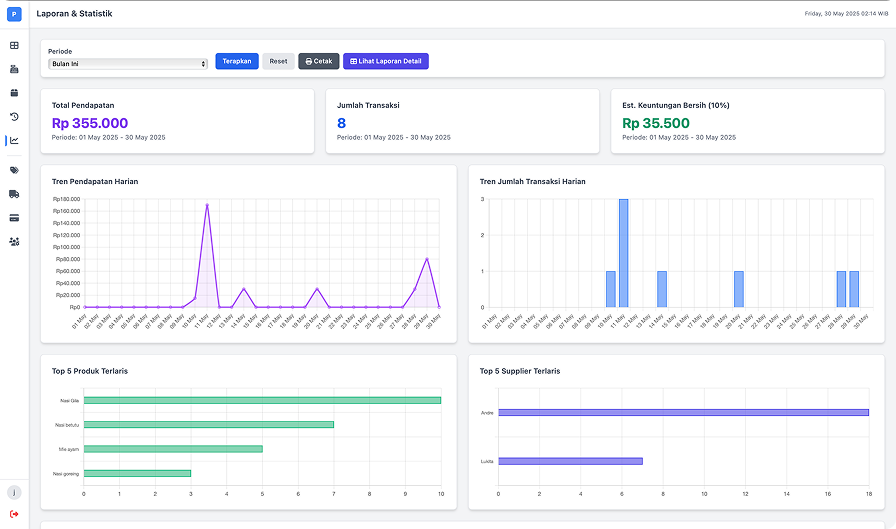 P
Laporan & Statistik
Friday, 30 May 2025 02:14 WIB
Periode
Bulan Ini
Terapkan
Reset
Cetak
Lihat Laporan Detail
Total Pendapatan
Rp 355.000
Periode: 01 May 2025 - 30 May 2025
Jumlah Transaksi
8
Periode: 01 May 2025 - 30 May 2025
Est. Keuntungan Bersih (10%)
Rp 35.500
Periode: 01 May 2025 - 30 May 2025
Tren Pendapatan Harian
Rp180.000
Rp160.000
Rp140.000
Rp120.000
Rp100.000
Rp80.000
Rp60.000
Rp40.000
Rp20.000
Rp0
01 May 02 May 03 May 04 May 05 May 06 May 07 May 08 May 09 May 10 May 11 May 12 May 13 May 14 May 15 May 16 May 17 May 18 May 19 May 20 May 21 May 22 May 23 May 24 May 25 May 26 May 27 May 28 May 29 May 30 May
Tren Jumlah Transaksi Harian
3
2
1
0
01 May 02 May 03 May 04 May 05 May 06 May 07 May 08 May 09 May 10 May 11 May 12 May 13 May 14 May 15 May 16 May 17 May 18 May 19 May 20 May 21 May 22 May 23 May 24 May 25 May 26 May 27 May 28 May 29 May 30 May
Top 5 Produk Terlaris
Nasi Gila
Nasi betutu
Mie ayam
Nasi goreng
0 1 2 3 4 5 6 7 8 9 10
Top 5 Supplier Terlaris
Andre
0 2 4 6 8 10 12 14 16 18
j